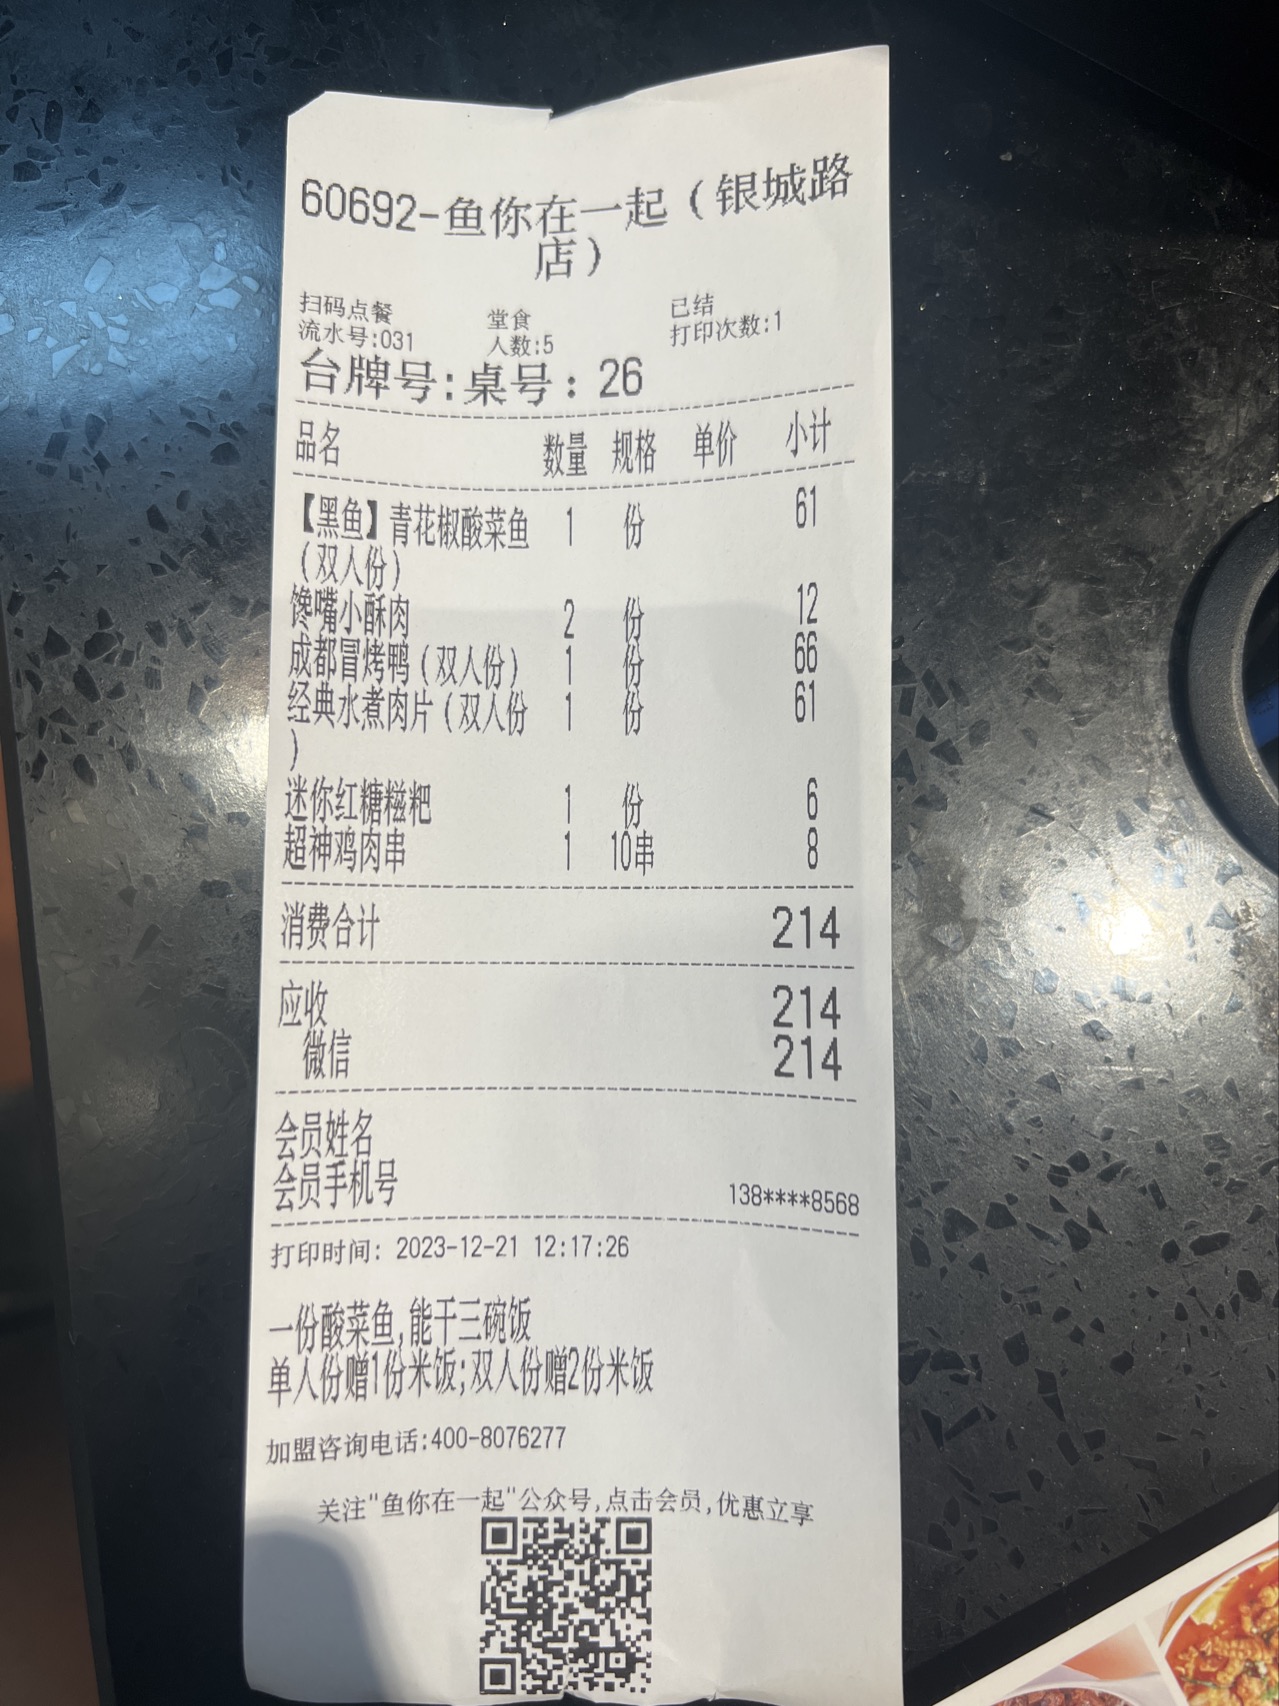 60692-鱼你在一起（银城路
店）
扫码点餐 堂食 已结
流水号:031 人数:5 打印次数:1
台牌号:桌号：26
品名 数量 规格 单价 小计
【黑鱼】青花椒酸菜鱼 1 份 61
（双人份）
馋嘴小酥肉 2 份 12
成都冒烤鸭（双人份） 1 份 66
经典水煮肉片（双人份 1 份 61
）
迷你红糖糍粑 1 份 6
超神鸡肉串 1 10串 8
消费合计 214
应收 214
微信 214
会员姓名
会员手机号 138****8568
打印时间: 2023-12-21 12:17:26
一份酸菜鱼,能干三碗饭
单人份赠1份米饭;双人份赠2份米饭
加盟咨询电话:400-8076277
关注"鱼你在一起"公众号,点击会员,优惠立享